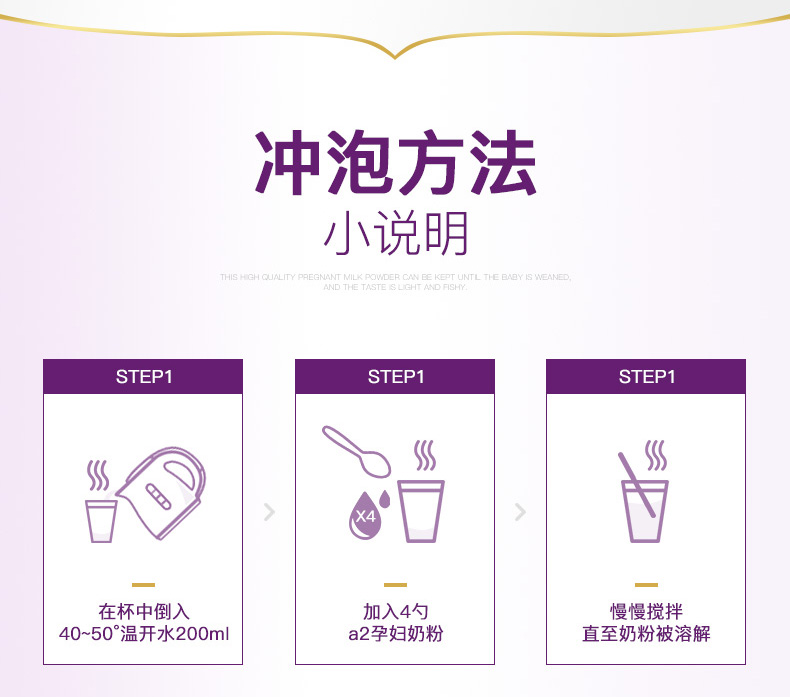 冲泡方法
小说明
THIS HIGH QUALITY PREGNANT MILK POWDER CAN BE KEPT UNTIL THE BABY IS WEANED,
AND THE TASTE IS LIGHT AND FISHY.
STEP1
在杯中倒入
40~50°温开水200ml
STEP1
X4
加入4勺
a2孕妇奶粉
STEP1
慢慢搅拌
直至奶粉被溶解